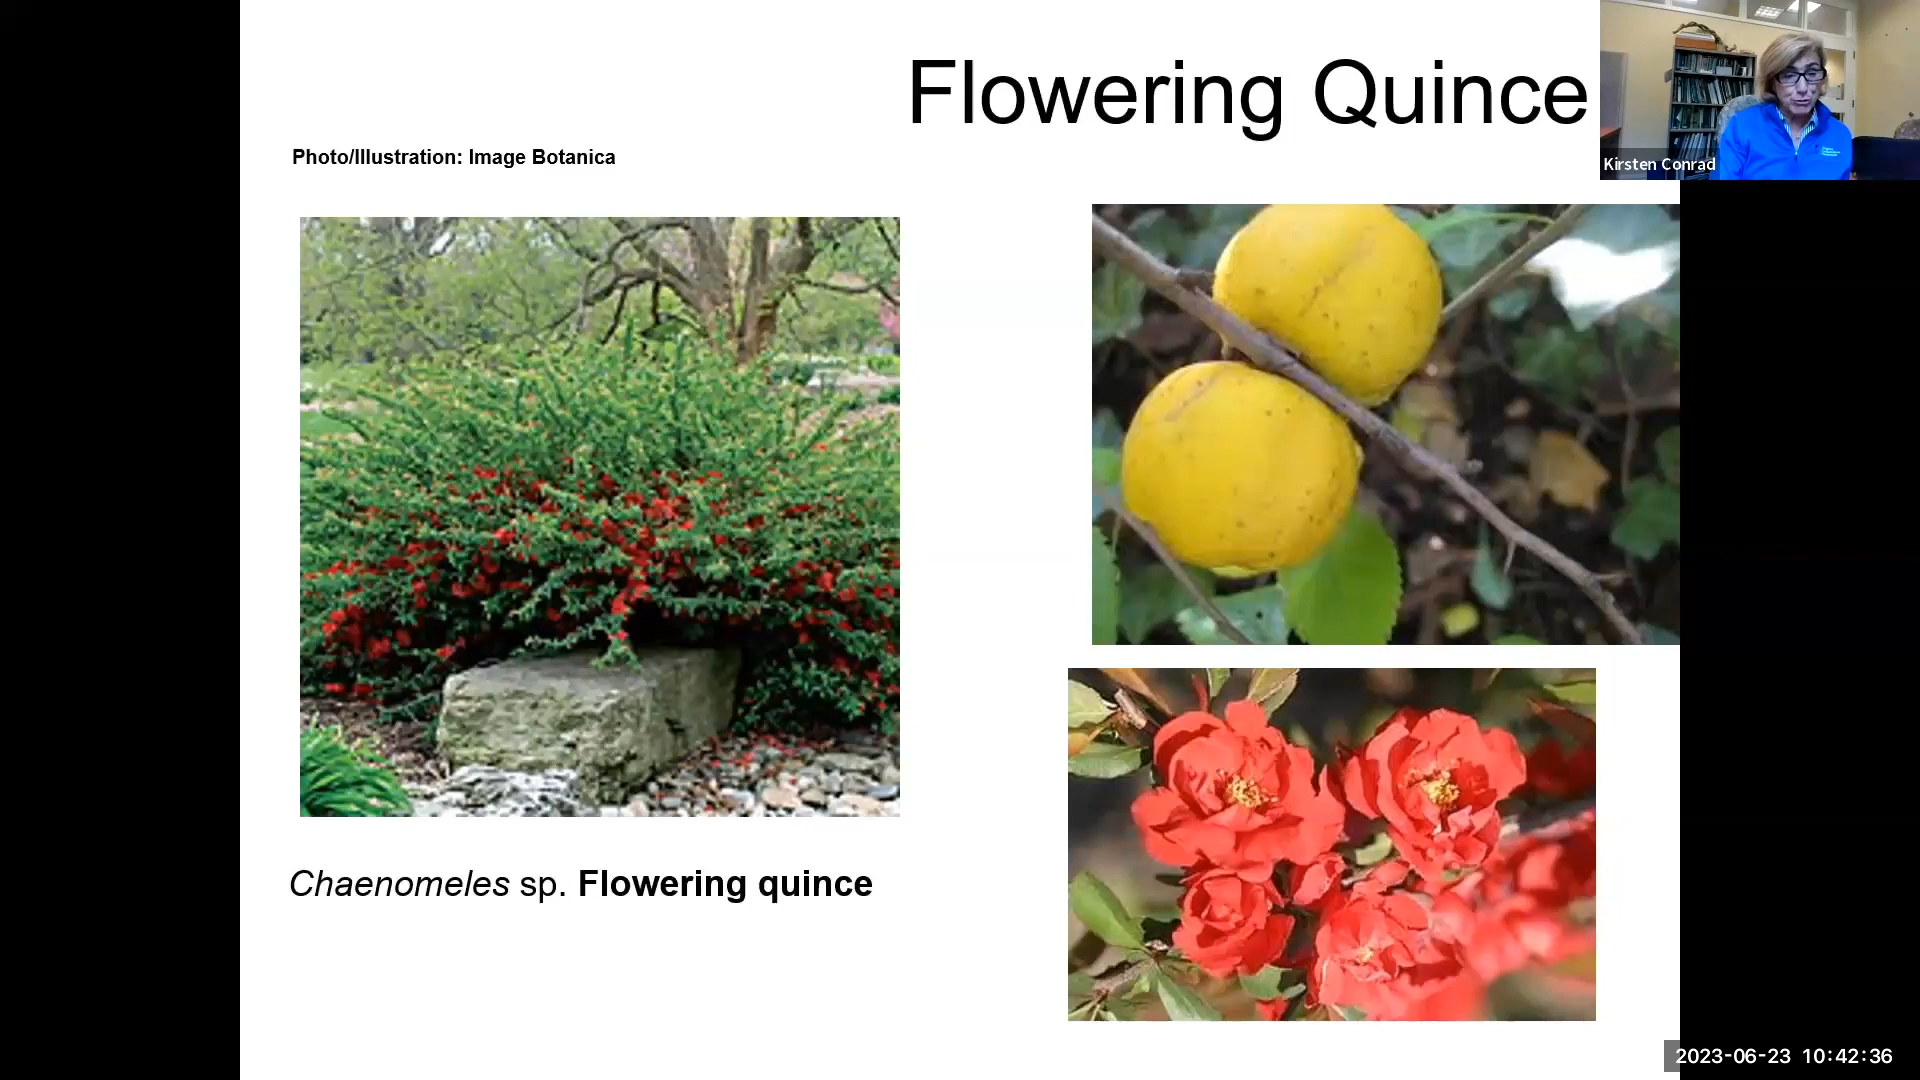 Flowering Quince
Photo/Illustration: Image Botanica
Kirsten Conrad
Chaenomeles sp. Flowering quince
2023-06-23 10:42:36